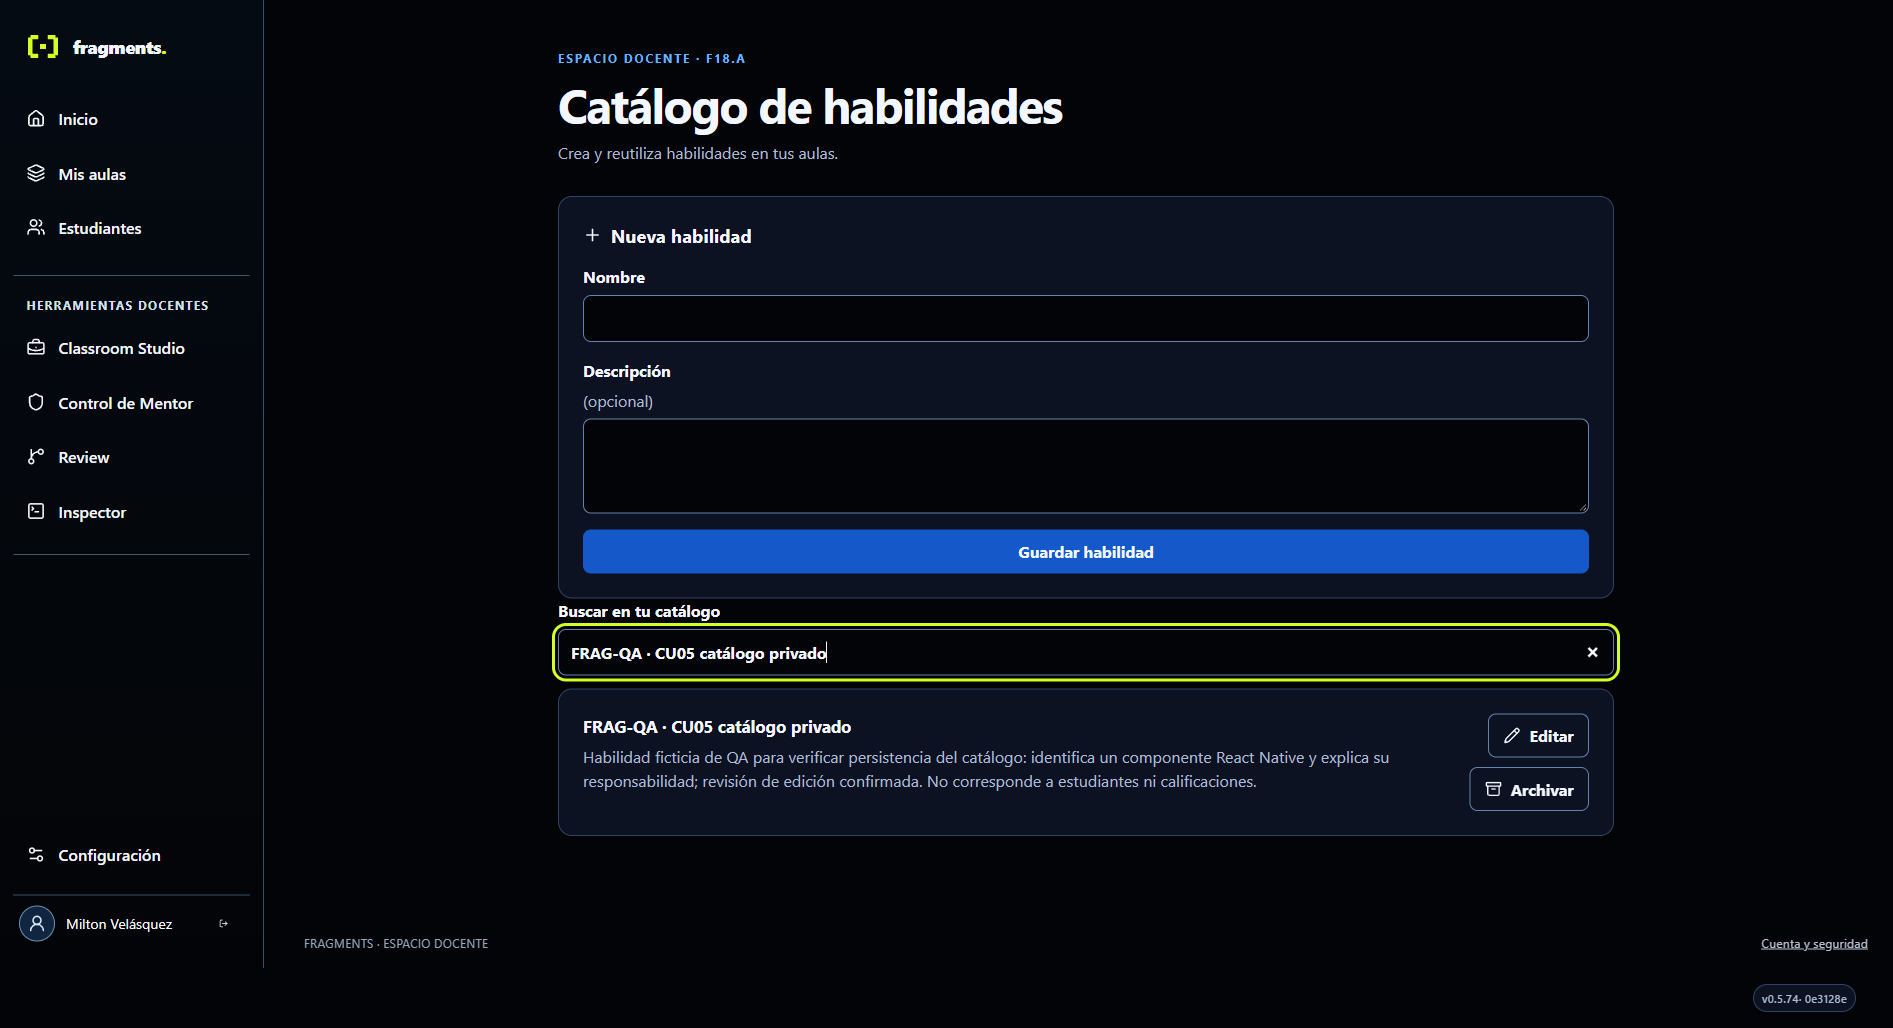 fragments.
Inicio
Mis aulas
Estudiantes
HERRAMIENTAS DOCENTES
Classroom Studio
Control de Mentor
Review
Inspector
Configuración
Milton Velásquez
ESPACIO DOCENTE · F18.A
Catálogo de habilidades
Crea y reutiliza habilidades en tus aulas.
Nueva habilidad
Nombre
Descripción
(opcional)
Guardar habilidad
Buscar en tu catálogo
FRAG-QA · CU05 catálogo privado
FRAG-QA · CU05 catálogo privado
Habilidad ficticia de QA para verificar persistencia del catálogo: identifica un componente React Native y explica su
responsabilidad; revisión de edición confirmada. No corresponde a estudiantes ni calificaciones.
Editar
Archivar
FRAGMENTS · ESPACIO DOCENTE
Cuenta y seguridad
v0.5.74· 0e3128e